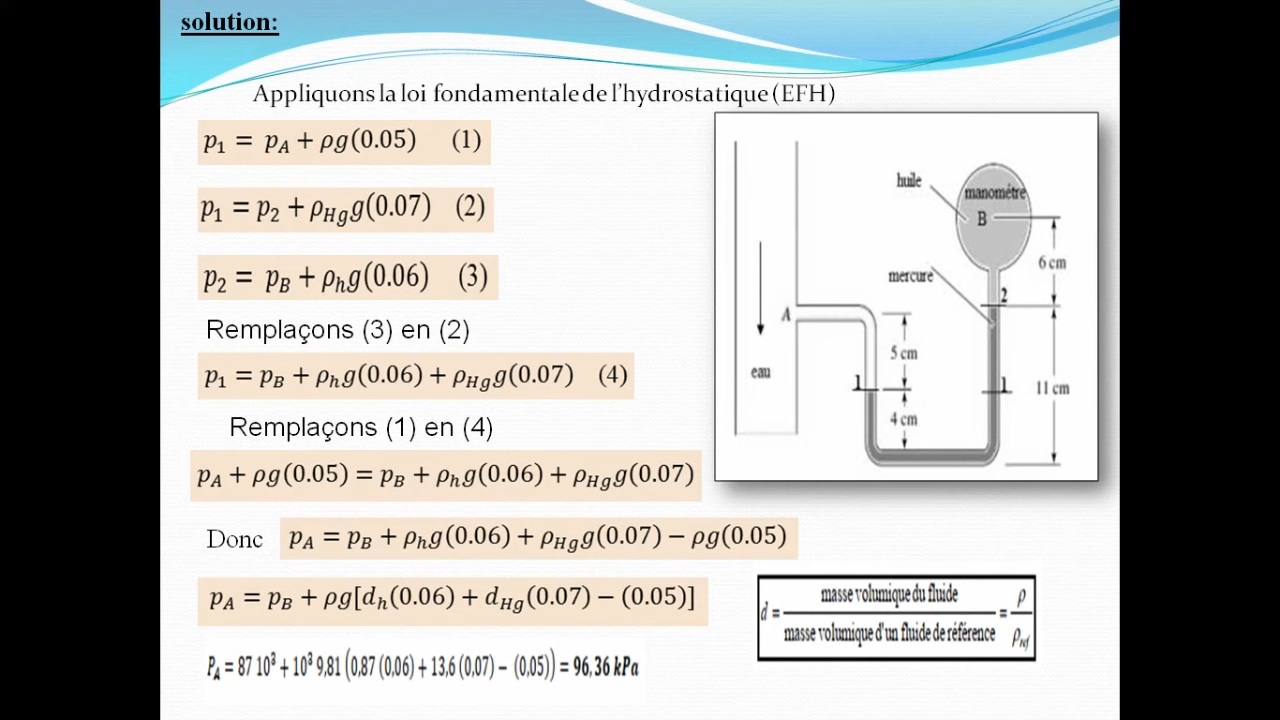 solution:
Appliquons la loi fondamentale de l’hydrostatique (EFH)
p₁ = p_A + ρg(0.05) (1)
p₁ = p₂ + ρ_Hg g(0.07) (2)
p₂ = p_B + ρ_h g(0.06) (3)
Remplaçons (3) en (2)
p₁ = p_B + ρ_h g(0.06) + ρ_Hg g(0.07) (4)
Remplaçons (1) en (4)
p_A + ρg(0.05) = p_B + ρ_h g(0.06) + ρ_Hg g(0.07)
Donc p_A = p_B + ρ_h g(0.06) + ρ_Hg g(0.07) − ρg(0.05)
p_A = p_B + ρg[d_h(0.06) + d_Hg(0.07) − (0.05)]
P_A = 87 10³ + 10³ 9,81 (0,87 (0,06) + 13,6 (0,07) − (0,05)) = 96, 36 kPa
huile
manométre
B
6 cm
mercure
2
A
5 cm
eau
1
1
11 cm
4 cm
d = masse volumique du fluide / masse volumique d'un fluide de référence = ρ / ρ_ref